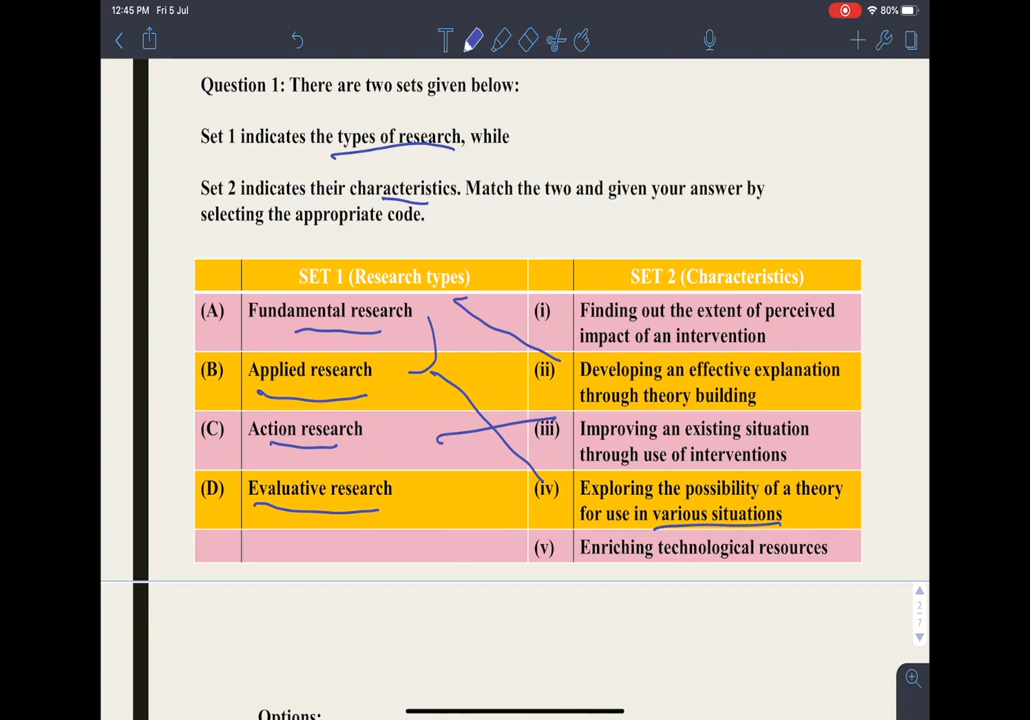 12:45 PM Fri 5 Jul
80%
T
Question 1: There are two sets given below:
Set 1 indicates the types of research, while
Set 2 indicates their characteristics. Match the two and given your answer by
selecting the appropriate code.
SET 1 (Research types) SET 2 (Characteristics)
(A) Fundamental research (i) Finding out the extent of perceived
impact of an intervention
(B) Applied research (ii) Developing an effective explanation
through theory building
(C) Action research (iii) Improving an existing situation
through use of interventions
(D) Evaluative research (iv) Exploring the possibility of a theory
for use in various situations
(v) Enriching technological resources
2
7
Options: